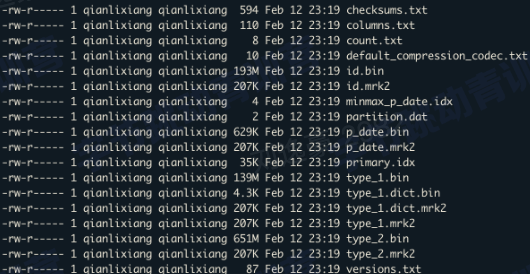 -rw-r----- 1 qianlixiang qianlixiang 594 Feb 12 23:19 checksums.txt
-rw-r----- 1 qianlixiang qianlixiang 110 Feb 12 23:19 columns.txt
-rw-r----- 1 qianlixiang qianlixiang 8 Feb 12 23:19 count.txt
-rw-r----- 1 qianlixiang qianlixiang 10 Feb 12 23:19 default_compression_codec.txt
-rw-r----- 1 qianlixiang qianlixiang 193M Feb 12 23:19 id.bin
-rw-r----- 1 qianlixiang qianlixiang 207K Feb 12 23:19 id.mrk2
-rw-r----- 1 qianlixiang qianlixiang 4 Feb 12 23:19 minmax_p_date.idx
-rw-r----- 1 qianlixiang qianlixiang 2 Feb 12 23:19 partition.dat
-rw-r----- 1 qianlixiang qianlixiang 629K Feb 12 23:19 p_date.bin
-rw-r----- 1 qianlixiang qianlixiang 207K Feb 12 23:19 p_date.mrk2
-rw-r----- 1 qianlixiang qianlixiang 35K Feb 12 23:19 primary.idx
-rw-r----- 1 qianlixiang qianlixiang 139M Feb 12 23:19 type_1.bin
-rw-r----- 1 qianlixiang qianlixiang 4.3K Feb 12 23:19 type_1.dict.bin
-rw-r----- 1 qianlixiang qianlixiang 207K Feb 12 23:19 type_1.dict.mrk2
-rw-r----- 1 qianlixiang qianlixiang 207K Feb 12 23:19 type_1.mrk2
-rw-r----- 1 qianlixiang qianlixiang 651M Feb 12 23:19 type_2.bin
-rw-r----- 1 qianlixiang qianlixiang 207K Feb 12 23:19 type_2.mrk2
-rw-r----- 1 qianlixiang qianlixiang 87 Feb 12 23:19 versions.txt